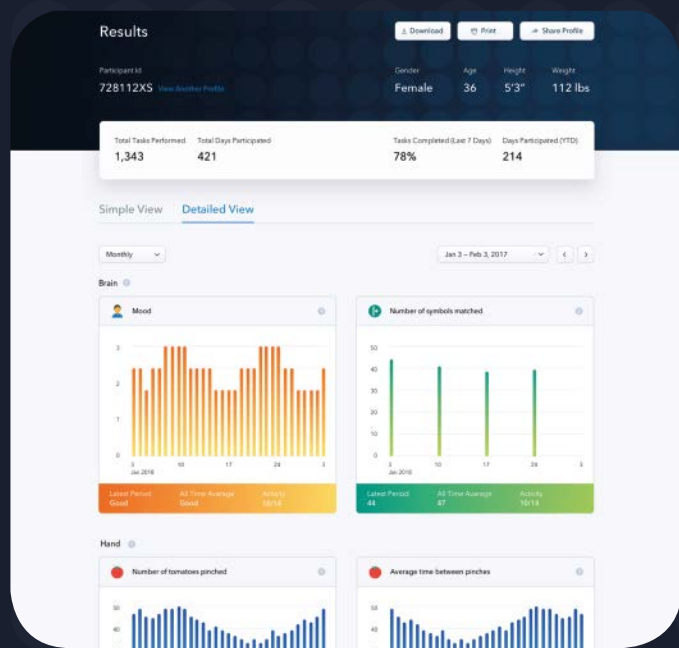 Results
Download
Print
Share Profile
Participant Id
Gender
Age
Height
Weight
728112XS
View Another Profile
Female
36
5'3"
112 lbs
Total Tasks Performed
Total Days Participated
Tasks Completed (Last 7 Days)
Days Participated (YTD)
1,343
421
78%
214
Simple View
Detailed View
Monthly
Jan 3 – Feb 3, 2017
Brain
Mood
Number of symbols matched
3
2
1
0
3
10
17
28
3
Jan 2016
50
40
30
20
10
0
3
10
17
28
3
Jan 2016
Latest Period
All Time Average
Activity
Good
Good
10/14
Latest Period
All Time Average
Activity
44
47
10/14
Hand
Number of tomatoes pinched
Average time between pinches
50
40
50
40